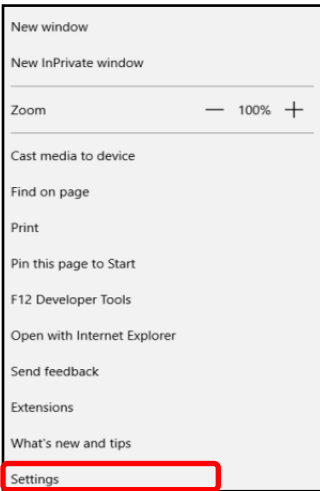 New window
New InPrivate window
Zoom — 100% +
Cast media to device
Find on page
Print
Pin this page to Start
F12 Developer Tools
Open with Internet Explorer
Send feedback
Extensions
What's new and tips
Settings